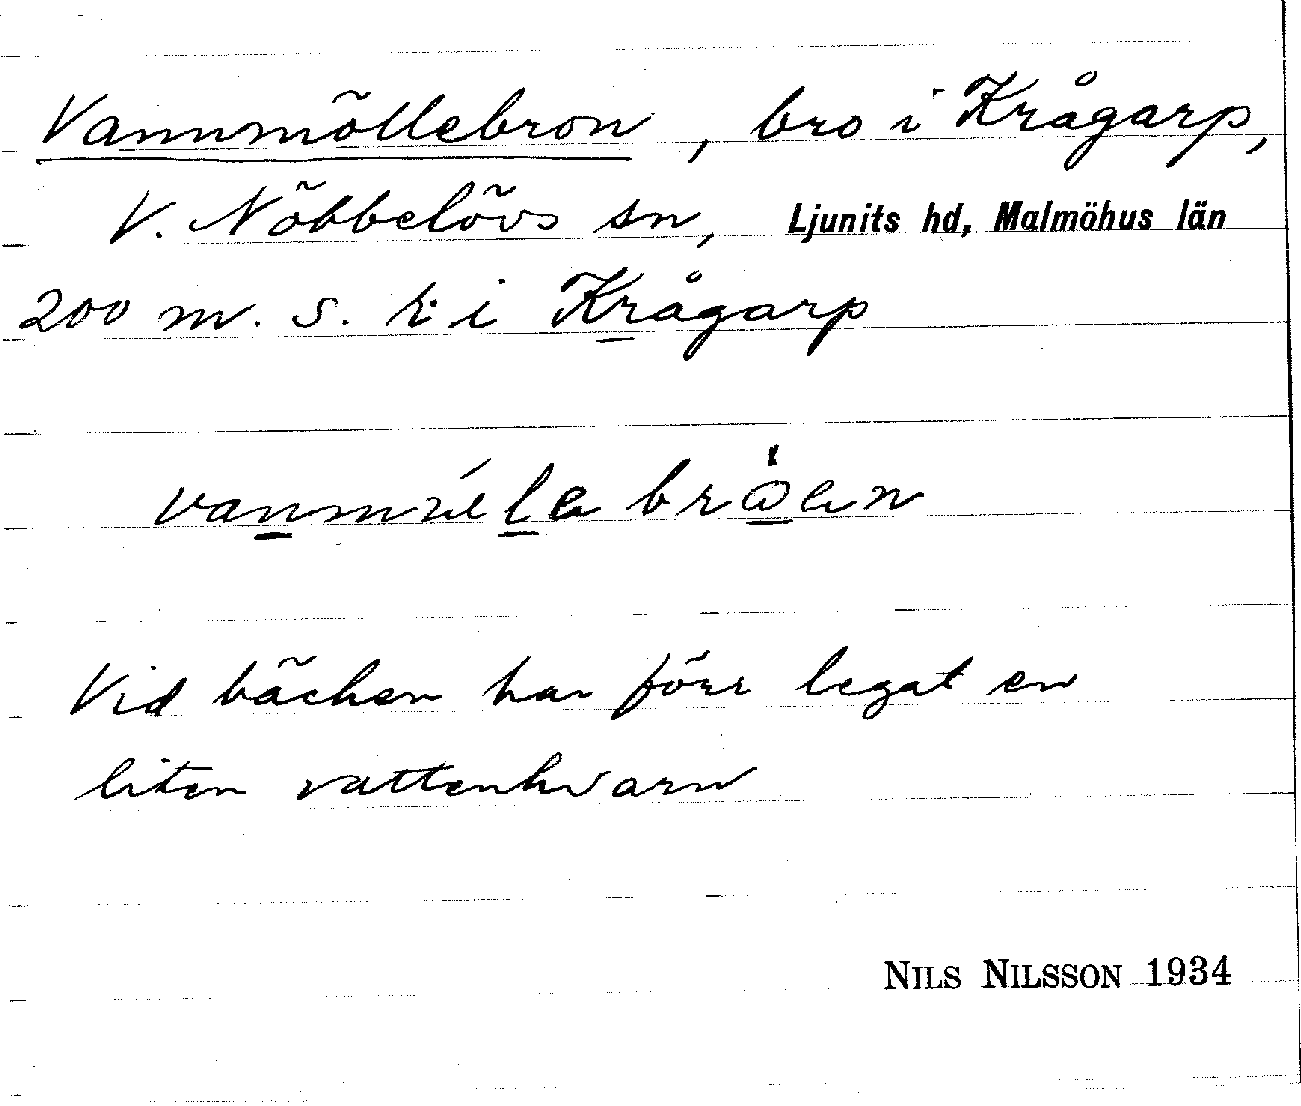 Vannmöllebron, bro i Krågarp,
V. Nöbbelövs sn, Ljunits hd, Malmöhus län
200 m. S. k:i Krågarp
Vid bäcken har förr legat en
liten vattenkvarn
NILS NILSSON 1934